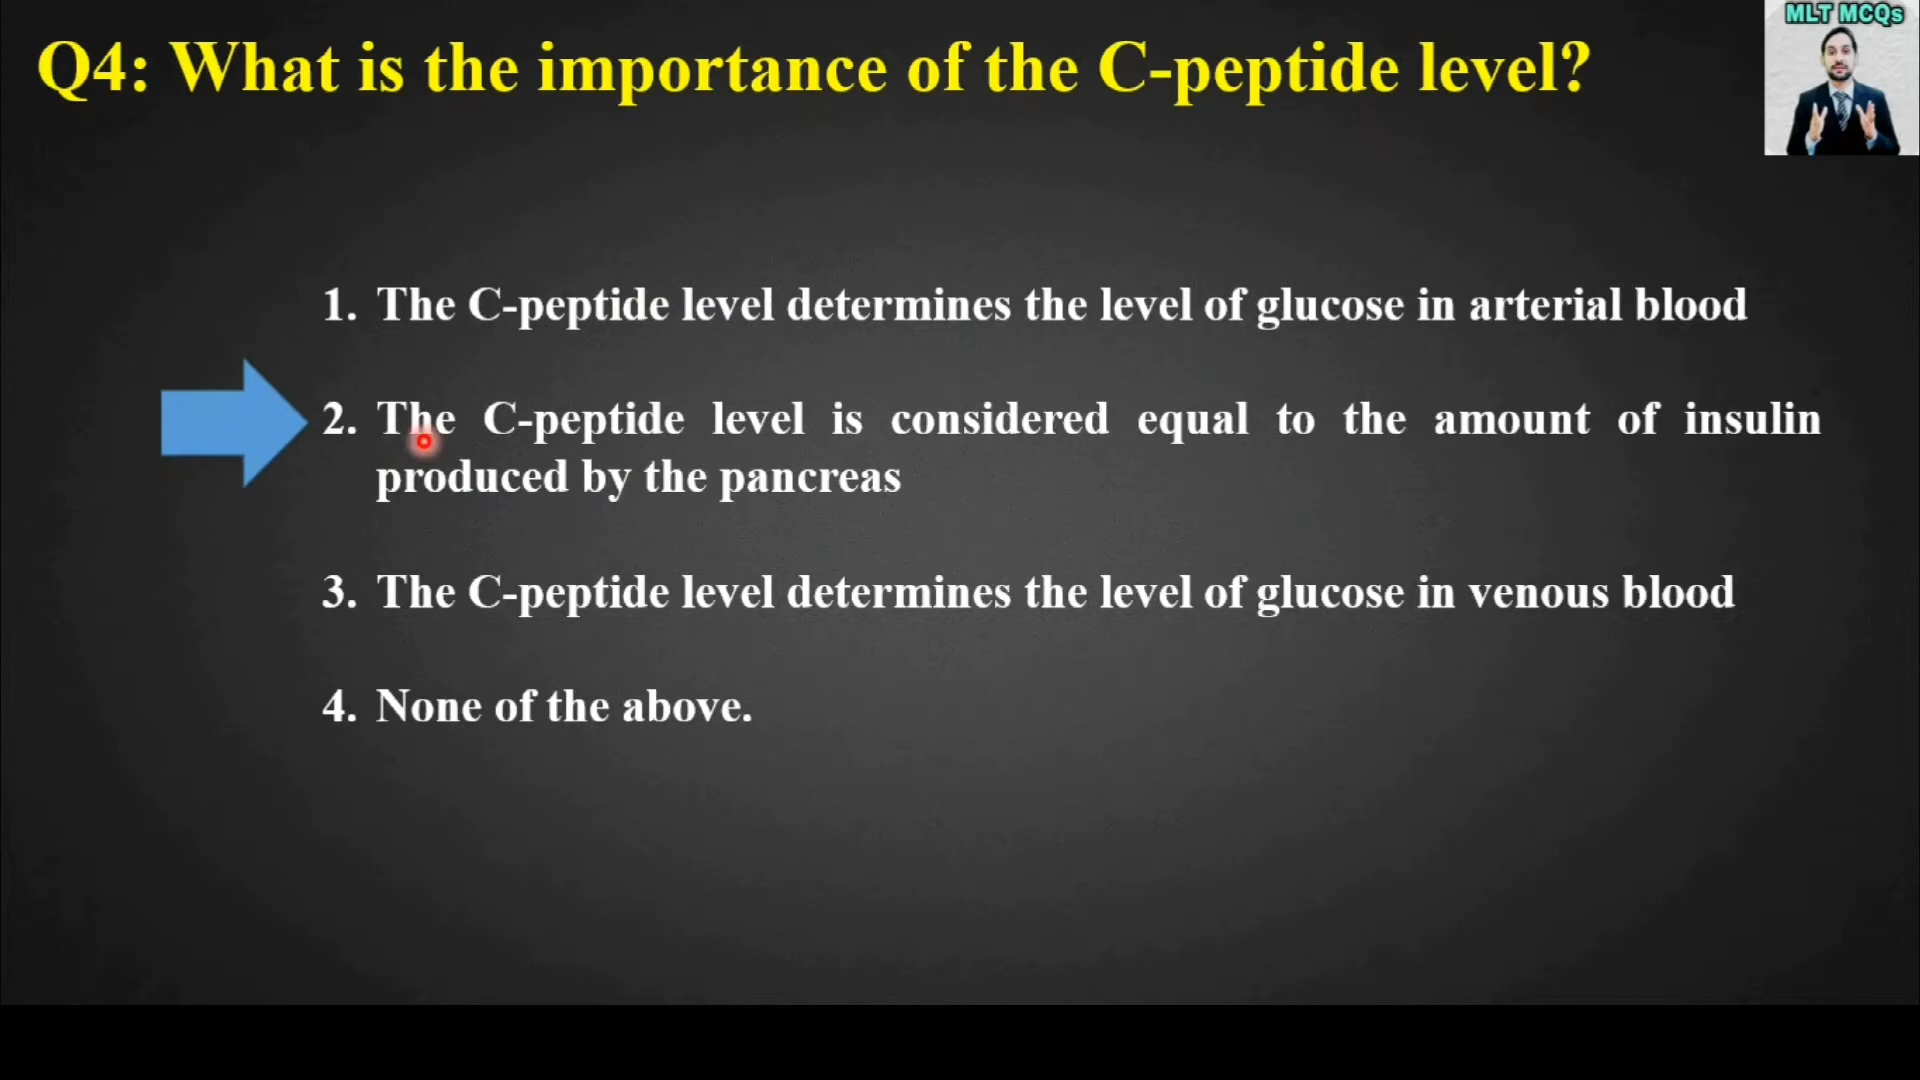 MLT MCQs
Q4: What is the importance of the C-peptide level?
1. The C-peptide level determines the level of glucose in arterial blood
2. The C-peptide level is considered equal to the amount of insulin
produced by the pancreas
3. The C-peptide level determines the level of glucose in venous blood
4. None of the above.